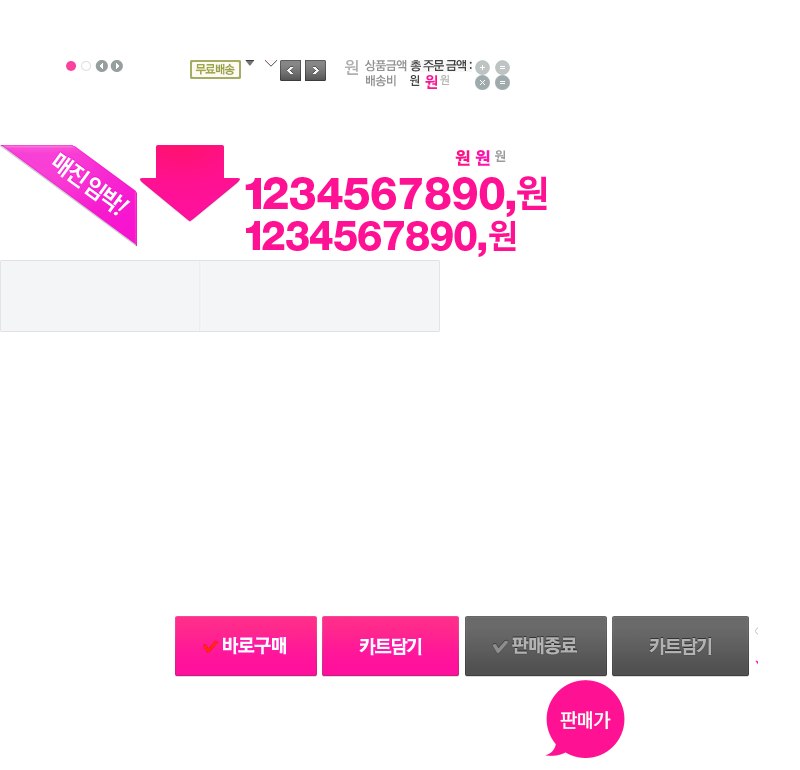 무료배송
원 상품금액 총 주문 금액 :
배송비 원 원 원
매진 임박!
원 원 원
1234567890,원
1234567890,원
바로구매 카트담기 판매종료 카트담기
판매가